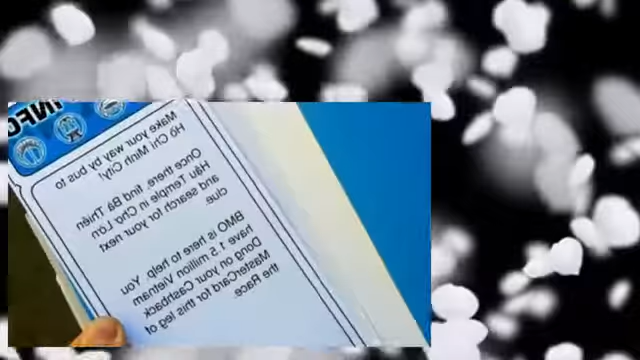 INFO
Make your way by bus to
Hồ Chí Minh City!
Once there, find Bà Thiên
Hậu Temple in Chợ Lớn
and search for your next
clue.
BMO is here to help. You
have 1.5 million Vietnam
Dong on your Cashback
MasterCard for this leg of
the Race.